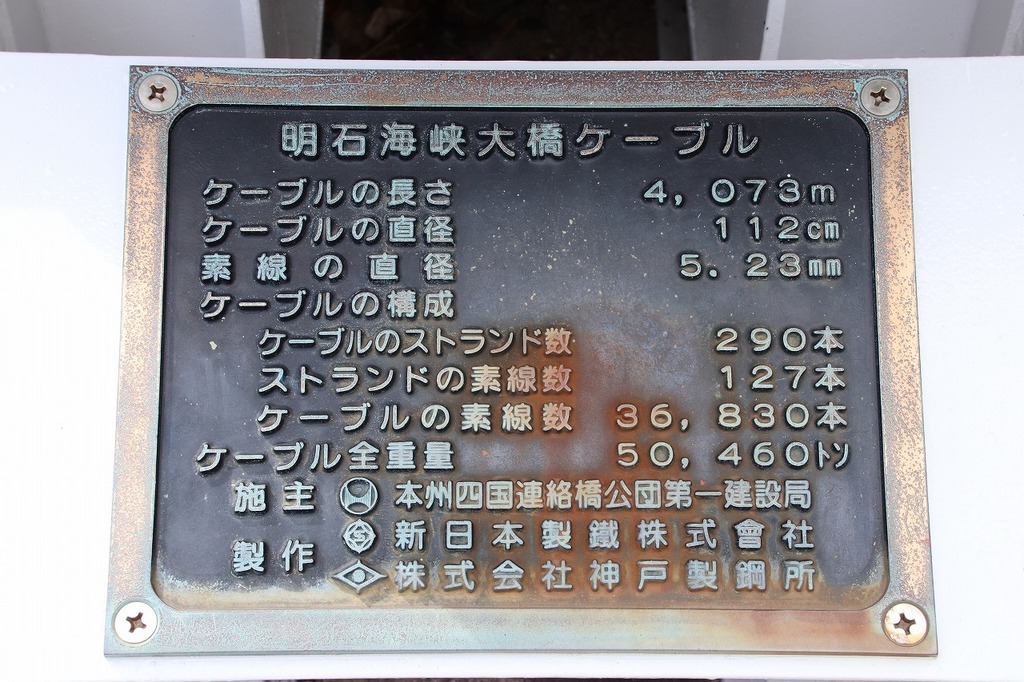 明石海峡大橋ケーブル
ケーブルの長さ 4,073m
ケーブルの直径 112cm
素線の直径 5.23mm
ケーブルの構成
ケーブルのストランド数 290本
ストランドの素線数 127本
ケーブルの素線数 36,830本
ケーブル全重量 50,460トン
施主 本州四国連絡橋公団第一建設局
製作 新日本製鐵株式會社
株式会社神戸製鋼所